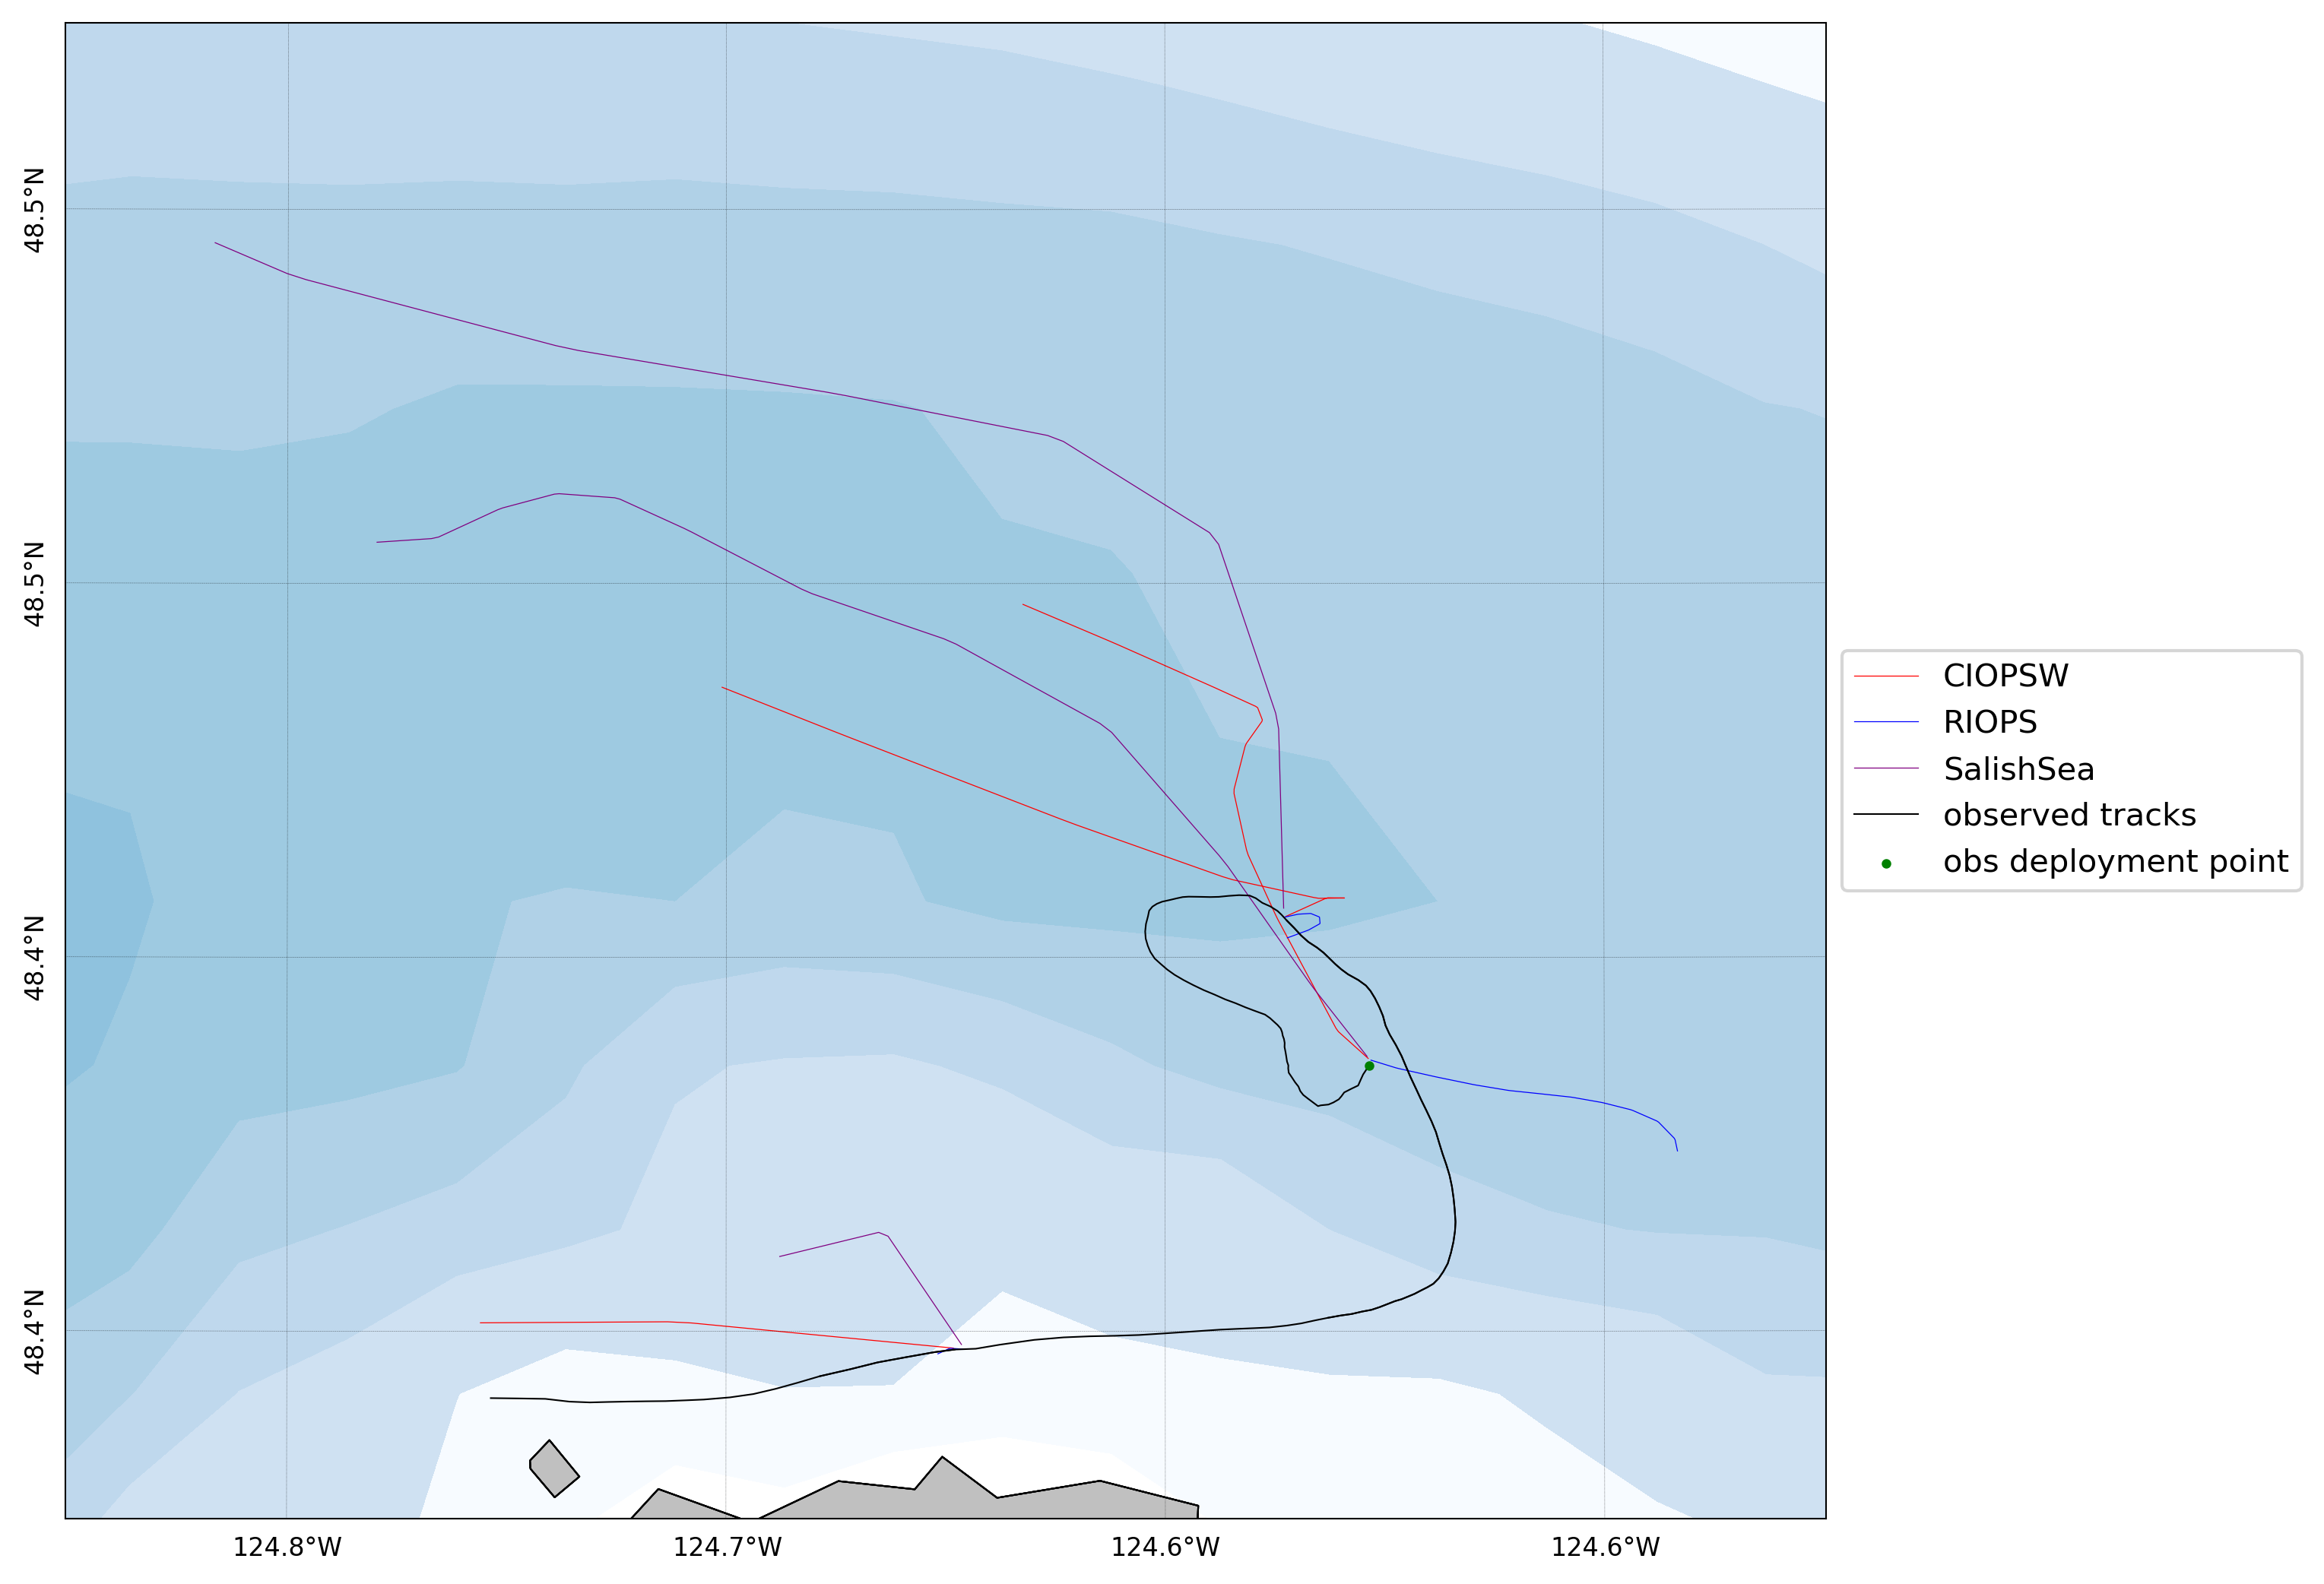 48.5°N
48.5°N
48.4°N
48.4°N
124.8°W
124.7°W
124.6°W
124.6°W
CIOPSW
RIOPS
SalishSea
observed tracks
obs deployment point